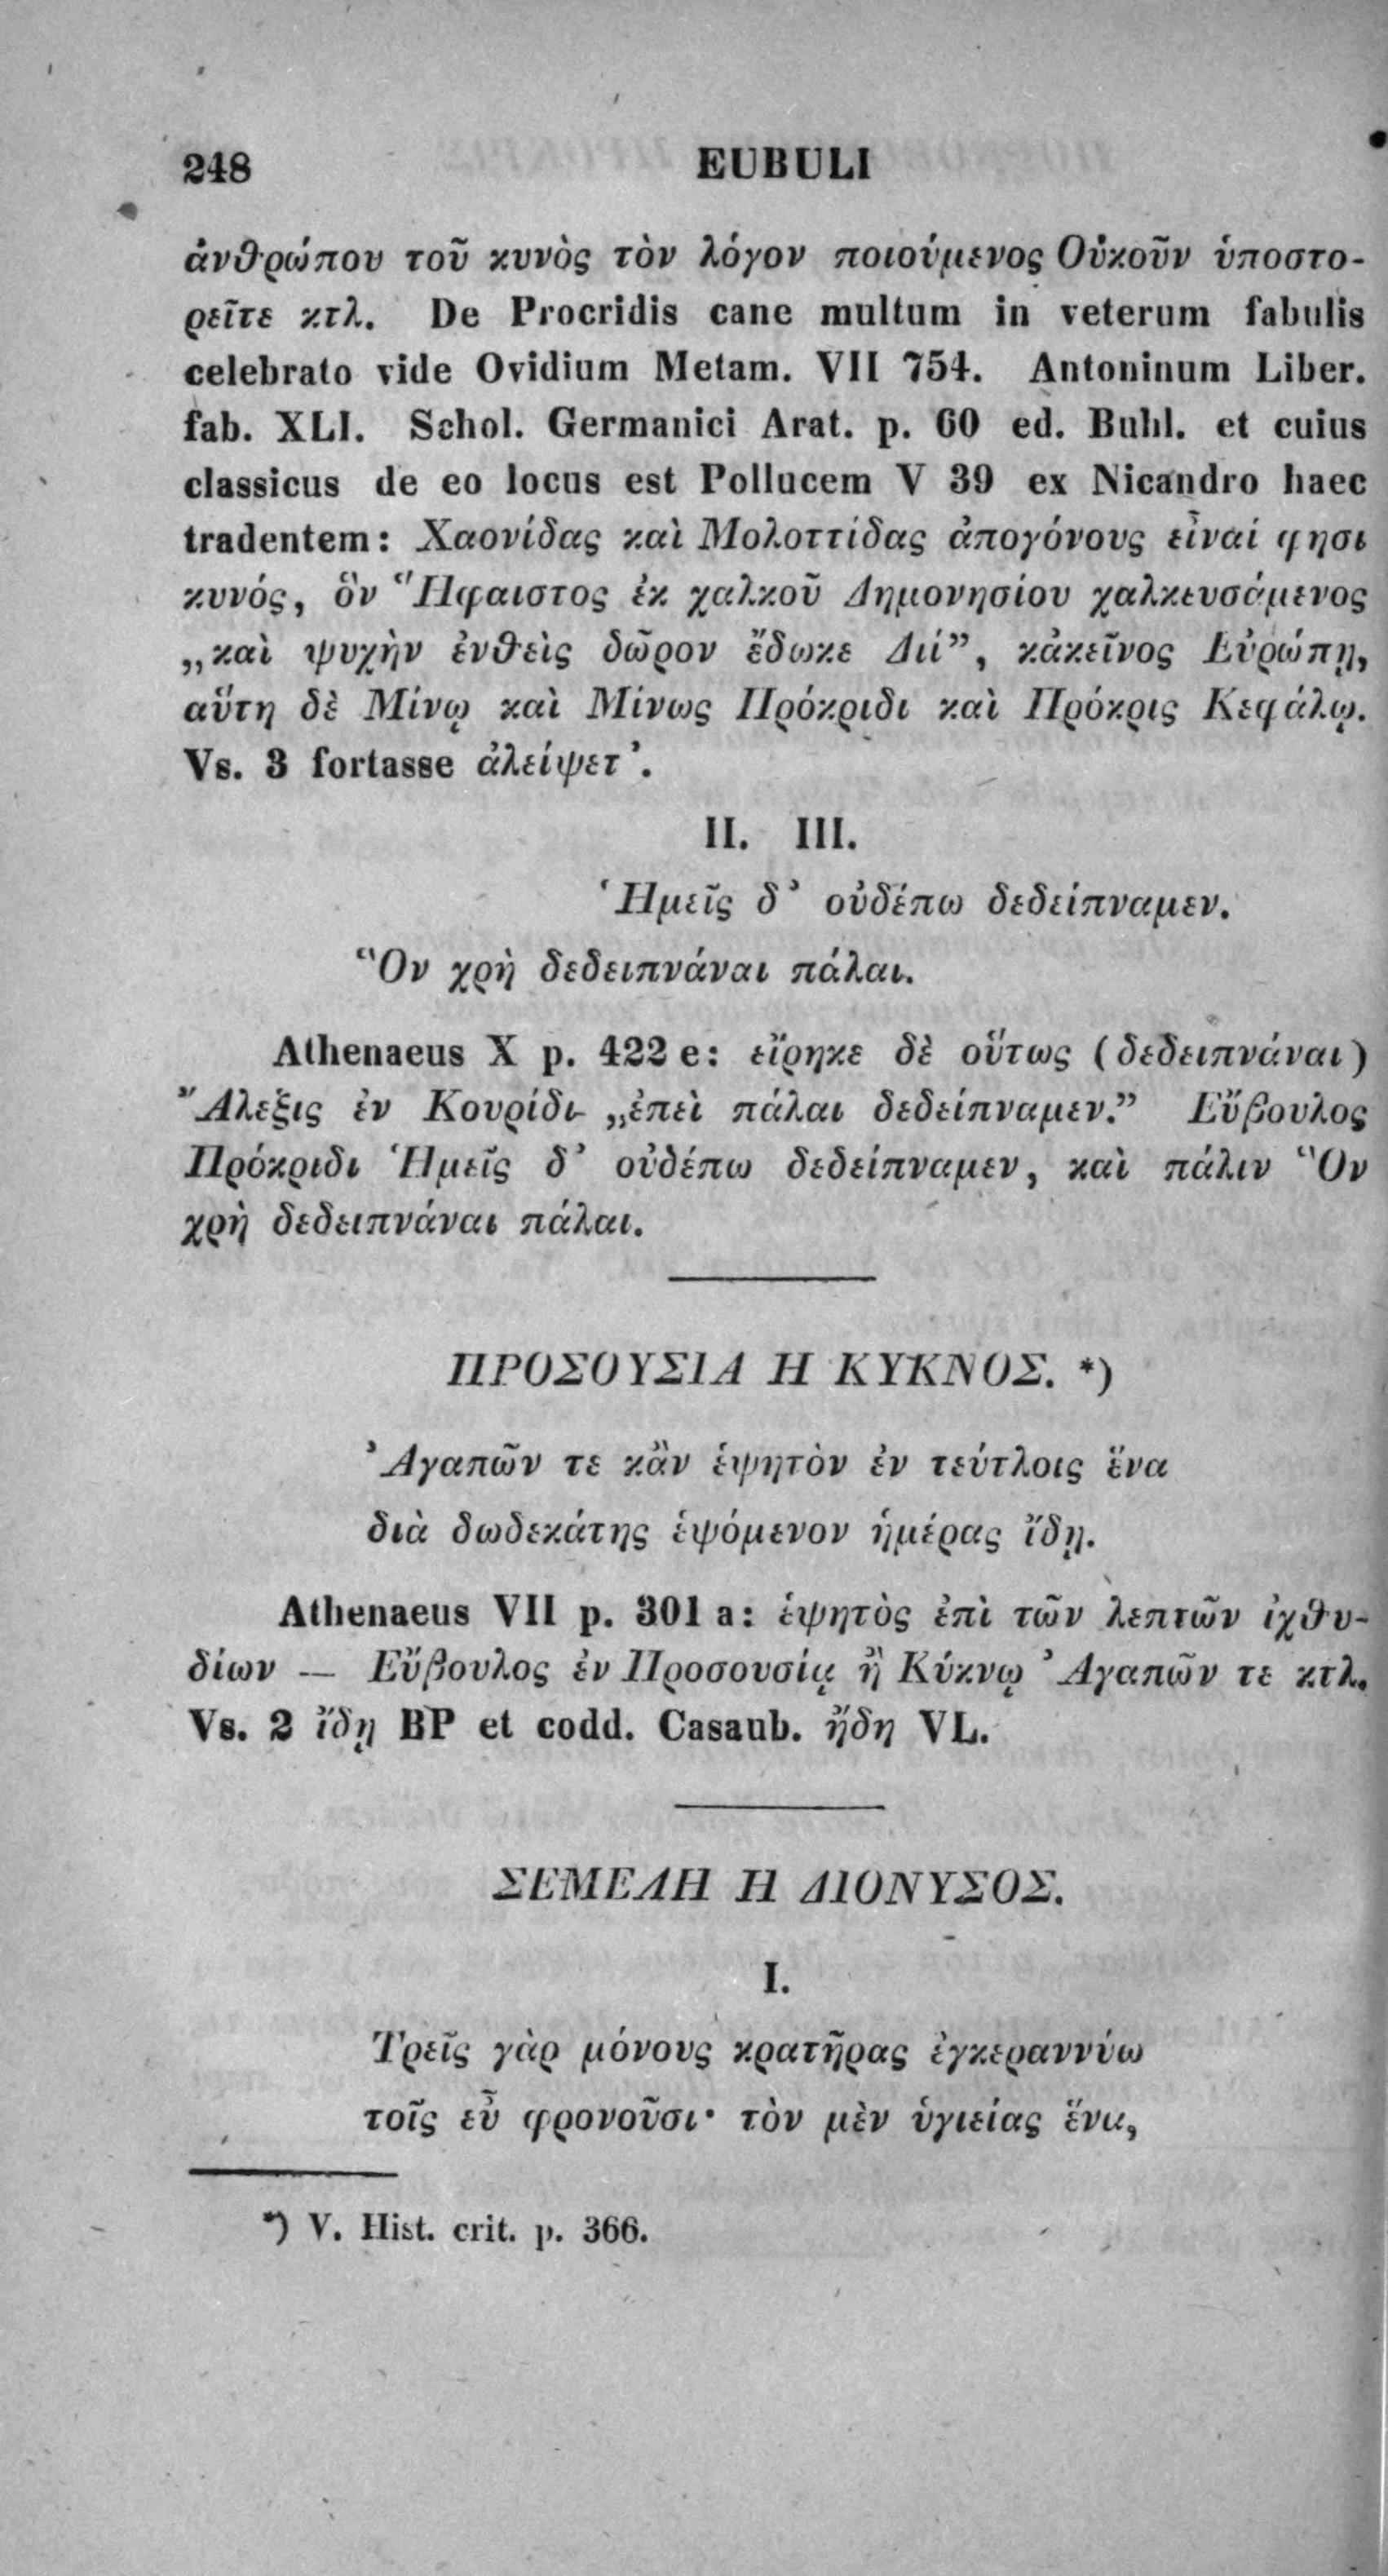 248 EUBULI
ἀνθρώπου τοῦ κυνὸς τὸν λόγον ποιούμενος Οὐκοῦν ὑποστο-
ρεῖτε κτλ. De Procridis cane multum in veterum fabulis
celebrato vide Ovidium Metam. VII 754. Antoninum Liber.
fab. XLI. Schol. Germanici Arat. p. 60 ed. Buhl. et cuius
classicus de eo locus est Pollucem V 39 ex Nicandro haec
tradentem: Χαονίδας καὶ Μολοττίδας ἀπογόνους εἶναί φησι
κυνός, ὃν Ἥφαιστος ἐκ χαλκοῦ Δημονησίου χαλκευσάμενος
„καὶ ψυχὴν ἐνθεὶς δῶρον ἔδωκε Διί”, κἀκεῖνος Εὐρώπῃ,
αὕτη δὲ Μίνῳ καὶ Μίνως Πρόκριδι καὶ Πρόκρις Κεφάλῳ.
Vs. 3 fortasse ἀλείψετ᾽.
II. III.
Ἡμεῖς δ᾽ οὐδέπω δεδείπναμεν.
Ὃν χρὴ δεδειπνάναι πάλαι.
Athenaeus X p. 422 e: εἴρηκε δὲ οὕτως (δεδειπνάναι)
Ἄλεξις ἐν Κουρίδι „ἐπεὶ πάλαι δεδείπναμεν.” Εὔβουλος
Πρόκριδι Ἡμεῖς δ᾽ οὐδέπω δεδείπναμεν, καὶ πάλιν Ὃν
χρὴ δεδειπνάναι πάλαι.
ΠΡΟΣΟΥΣΙΑ Η ΚΥΚΝΟΣ. *)
Ἀγαπῶν τε κἂν ἑψητὸν ἐν τεύτλοις ἕνα
διὰ δωδεκάτης ἑψόμενον ἡμέρας ἴδῃ.
Athenaeus VII p. 301 a: ἑψητὸς ἐπὶ τῶν λεπτῶν ἰχθυ-
δίων — Εὔβουλος ἐν Προσουσίᾳ ἢ Κύκνῳ Ἀγαπῶν τε κτλ.
Vs. 2 ἴδῃ BP et codd. Casaub. ἤδη VL.
ΣΕΜΕΛΗ Η ΔΙΟΝΥΣΟΣ.
I.
Τρεῖς γὰρ μόνους κρατῆρας ἐγκεραννύω
τοῖς εὖ φρονοῦσι· τὸν μὲν ὑγιείας ἕνα,
*) V. Hist. crit. p. 366.